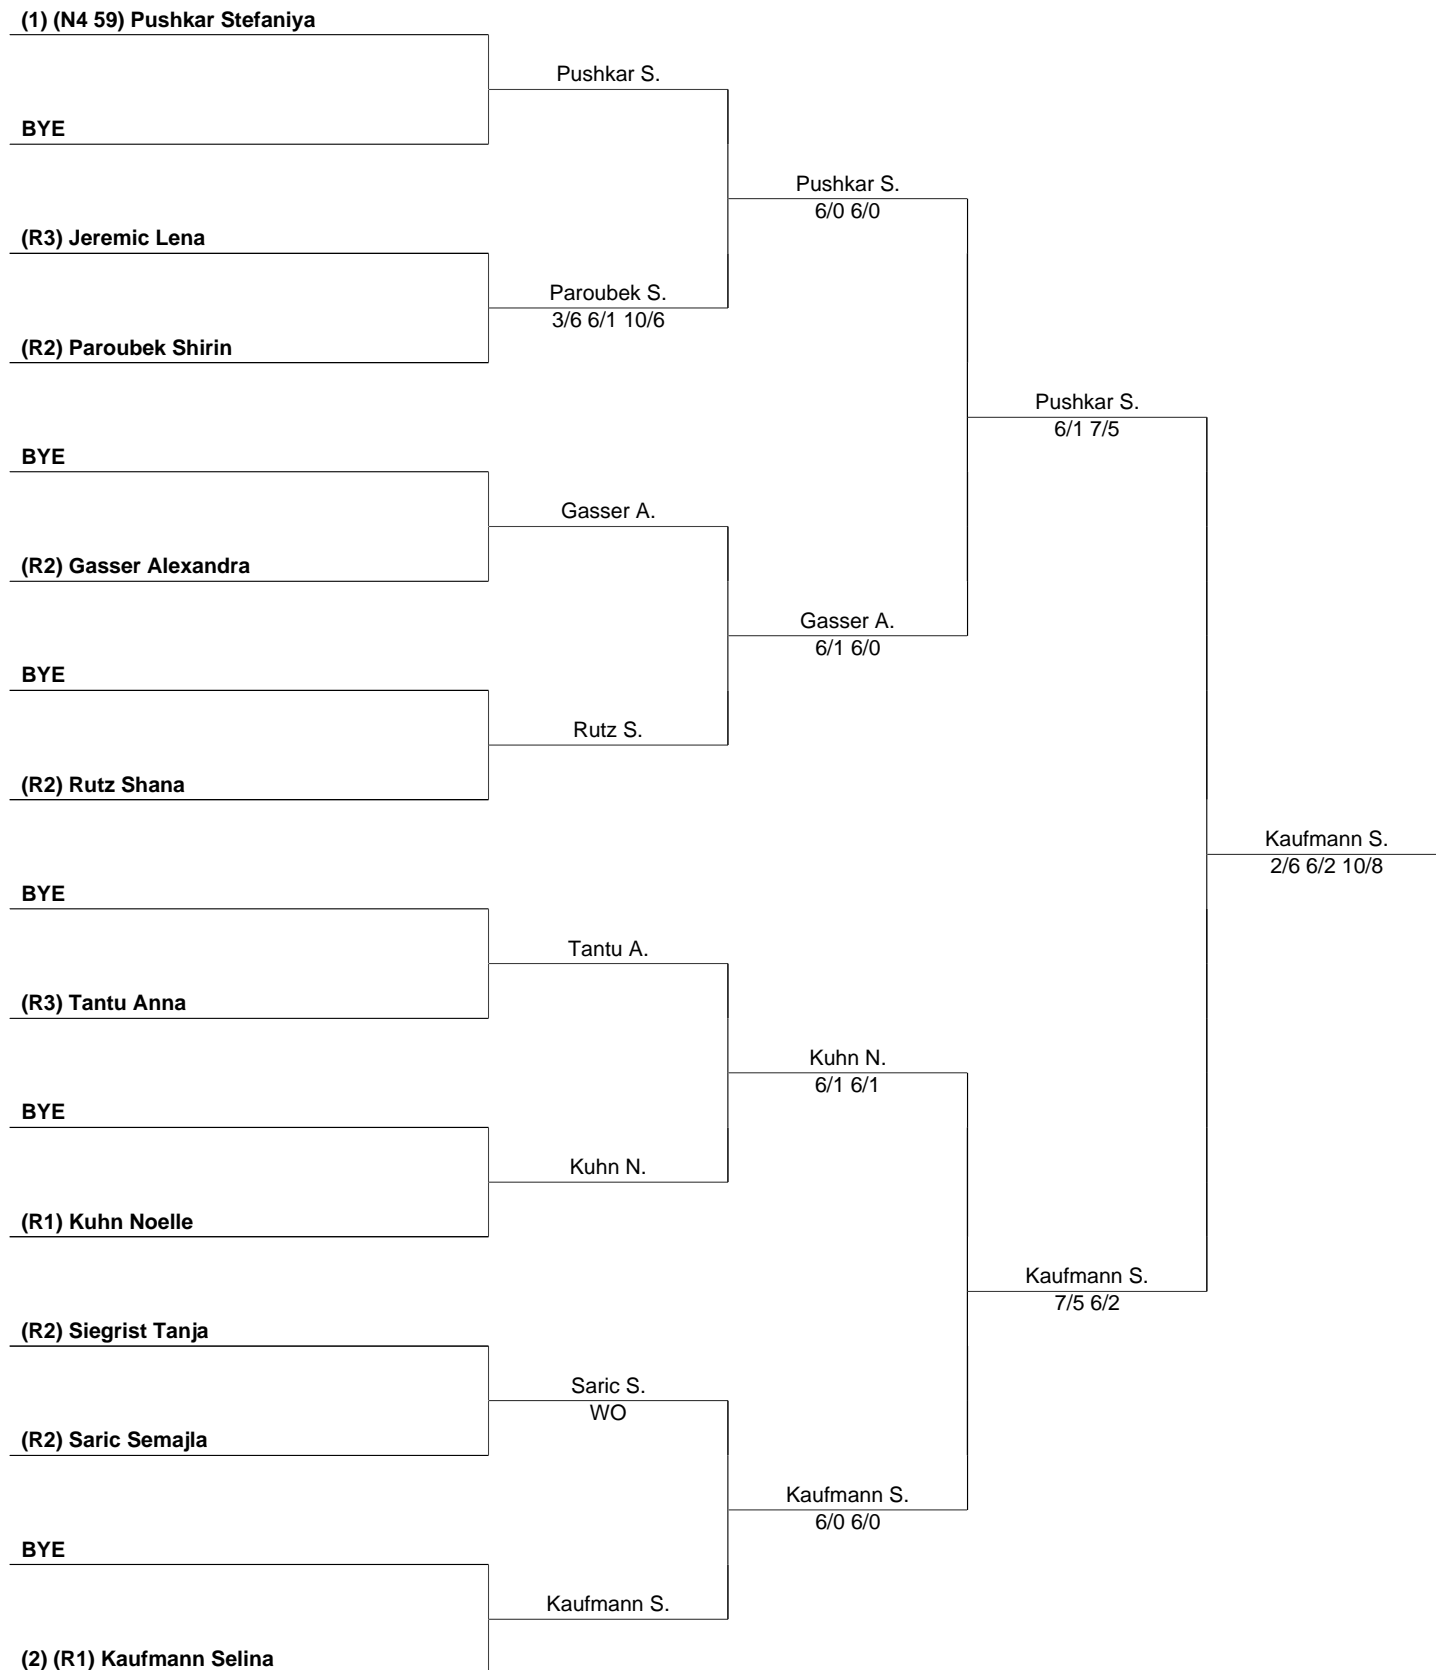 (1) (N4 59) Pushkar Stefaniya
Pushkar S.
BYE
Pushkar S.
6/0 6/0
(R3) Jeremic Lena
Paroubek S.
3/6 6/1 10/6
(R2) Paroubek Shirin
Pushkar S.
6/1 7/5
BYE
Gasser A.
(R2) Gasser Alexandra
Gasser A.
6/1 6/0
BYE
Rutz S.
(R2) Rutz Shana
Kaufmann S.
2/6 6/2 10/8
BYE
Tantu A.
(R3) Tantu Anna
Kuhn N.
6/1 6/1
BYE
Kuhn N.
(R1) Kuhn Noelle
Kaufmann S.
7/5 6/2
(R2) Siegrist Tanja
Saric S.
WO
(R2) Saric Semajla
Kaufmann S.
6/0 6/0
BYE
Kaufmann S.
(2) (R1) Kaufmann Selina